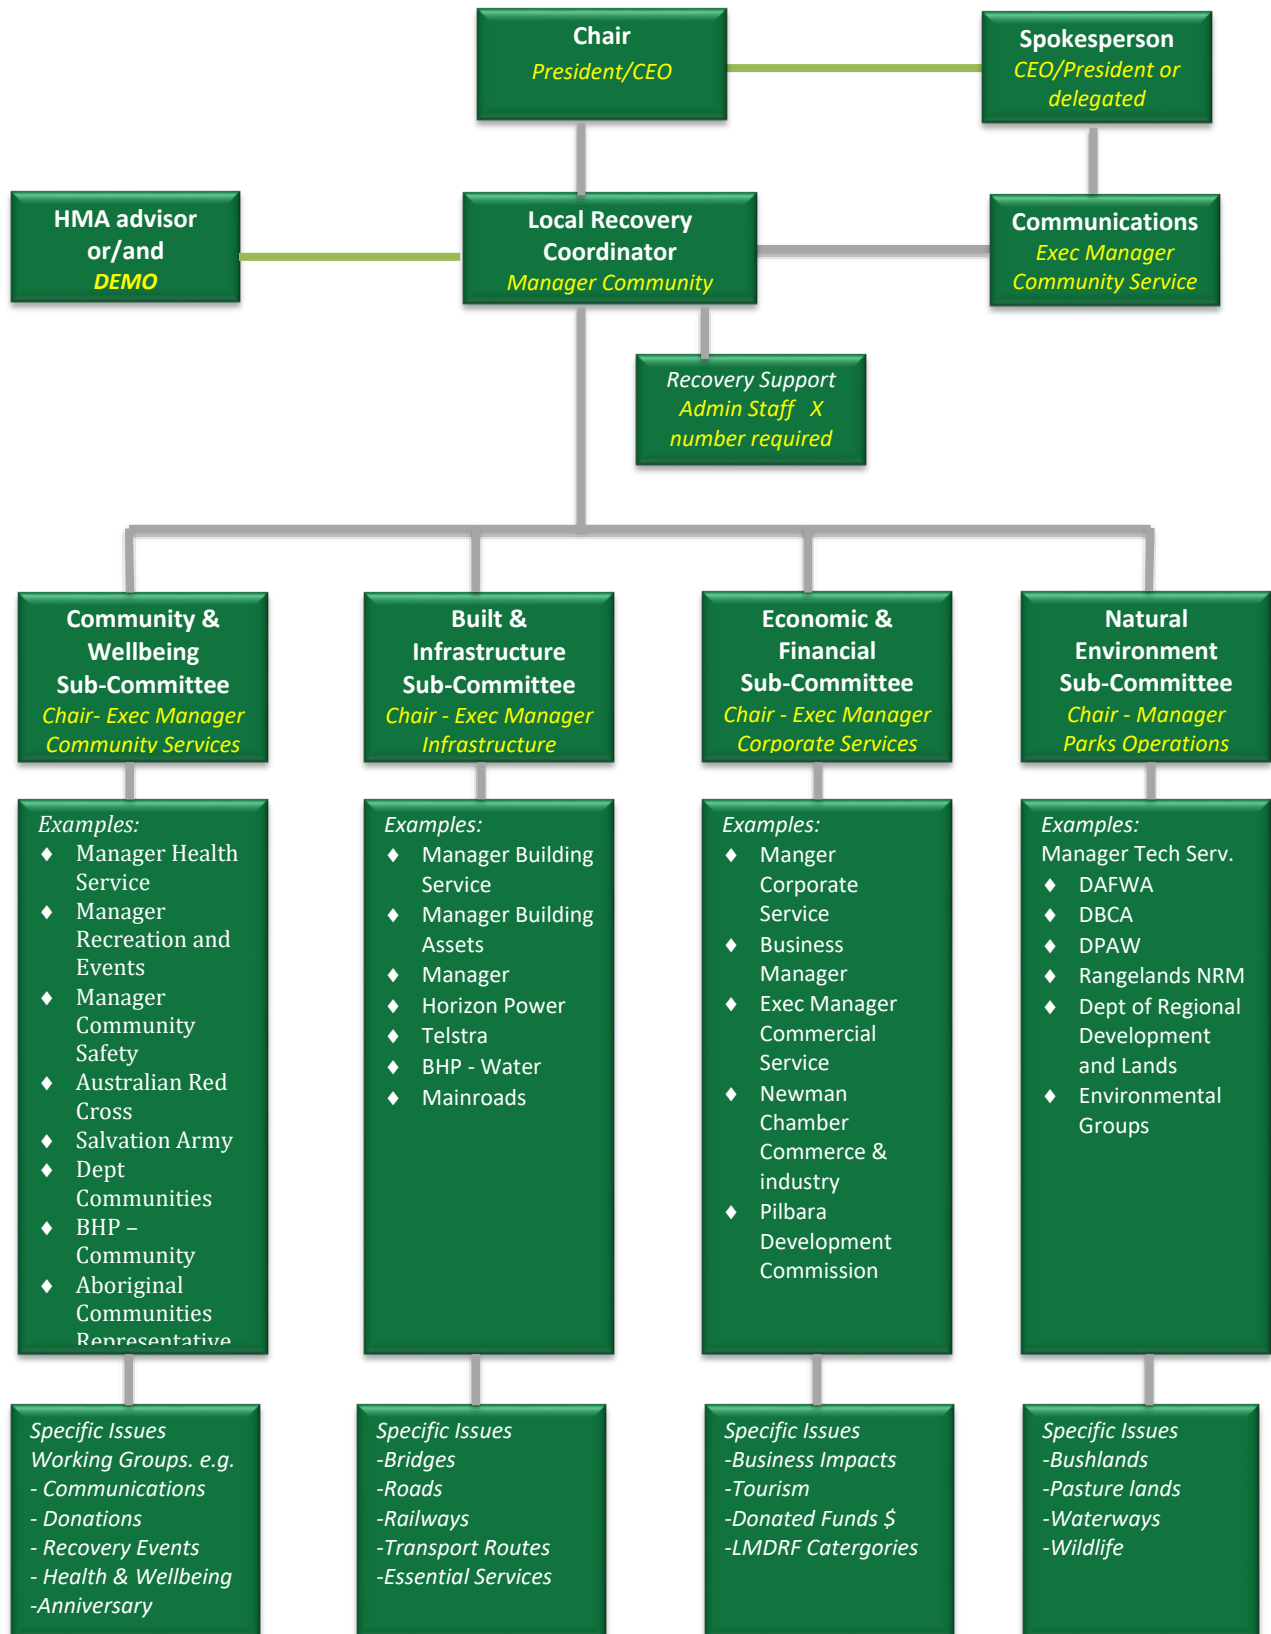 Chair
President/CEO
Spokesperson
CEO/President or
delegated
HMA advisor
or/and
DEMO
Local Recovery
Coordinator
Manager Community
Communications
Exec Manager
Community Service
Recovery Support
Admin Staff X
number required
Community &
Wellbeing
Sub-Committee
Chair- Exec Manager
Community Services
Built &
Infrastructure
Sub-Committee
Chair - Exec Manager
Infrastructure
Economic &
Financial
Sub-Committee
Chair - Exec Manager
Corporate Services
Natural
Environment
Sub-Committee
Chair - Manager
Parks Operations
Examples:
♦ Manager Health
Service
♦ Manager
Recreation and
Events
♦ Manager
Community
Safety
♦ Australian Red
Cross
♦ Salvation Army
♦ Dept
Communities
♦ BHP –
Community
♦ Aboriginal
Communities
Representative
Examples:
♦ Manager Building
Service
♦ Manager Building
Assets
♦ Manager
♦ Horizon Power
♦ Telstra
♦ BHP - Water
♦ Mainroads
Examples:
♦ Manger
Corporate
Service
♦ Business
Manager
♦ Exec Manager
Commercial
Service
♦ Newman
Chamber
Commerce &
industry
♦ Pilbara
Development
Commission
Examples:
Manager Tech Serv.
♦ DAFWA
♦ DBCA
♦ DPAW
♦ Rangelands NRM
♦ Dept of Regional
Development
and Lands
♦ Environmental
Groups
Specific Issues
Working Groups. e.g.
- Communications
- Donations
- Recovery Events
- Health & Wellbeing
-Anniversary
Specific Issues
-Bridges
-Roads
-Railways
-Transport Routes
-Essential Services
Specific Issues
-Business Impacts
-Tourism
-Donated Funds $
-LMDRF Catergories
Specific Issues
-Bushlands
-Pasture lands
-Waterways
-Wildlife